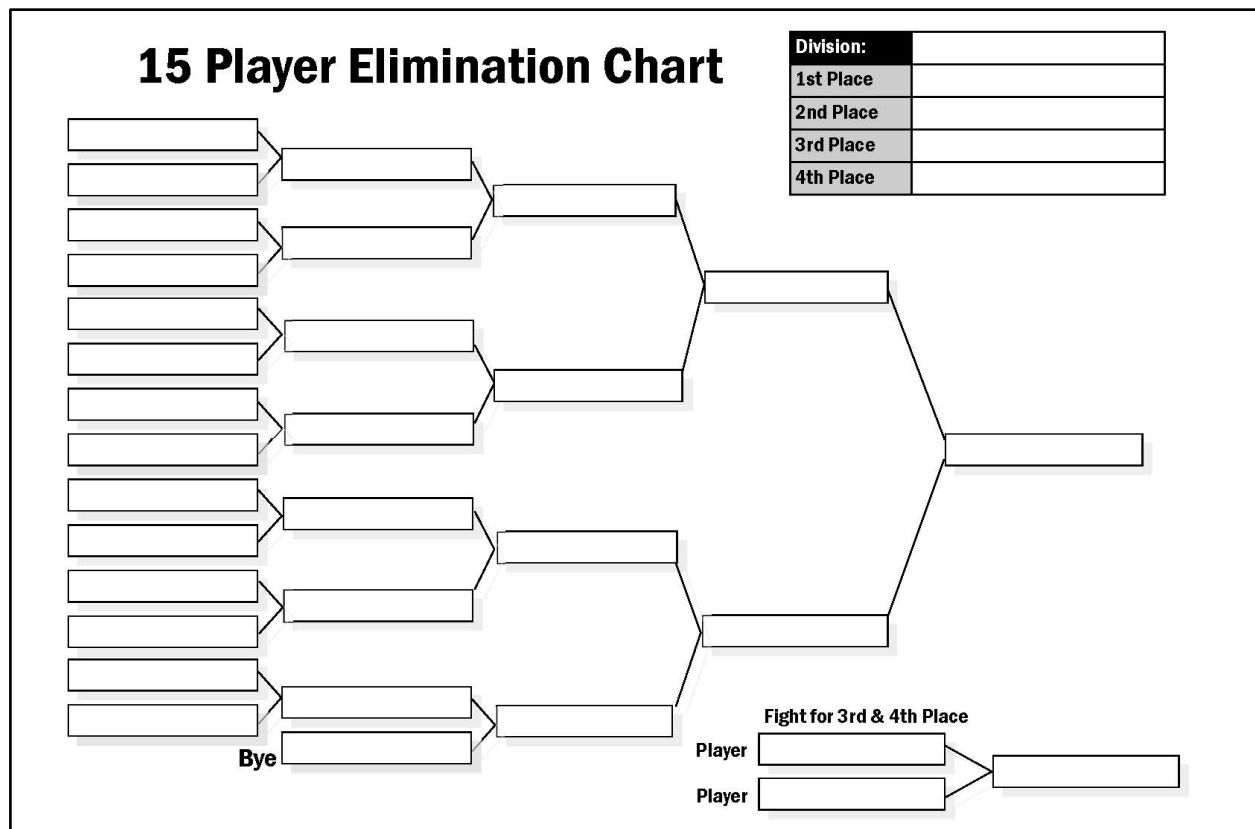 15 Player Elimination Chart
Division:
1st Place
2nd Place
3rd Place
4th Place
Bye
Fight for 3rd & 4th Place
Player
Player